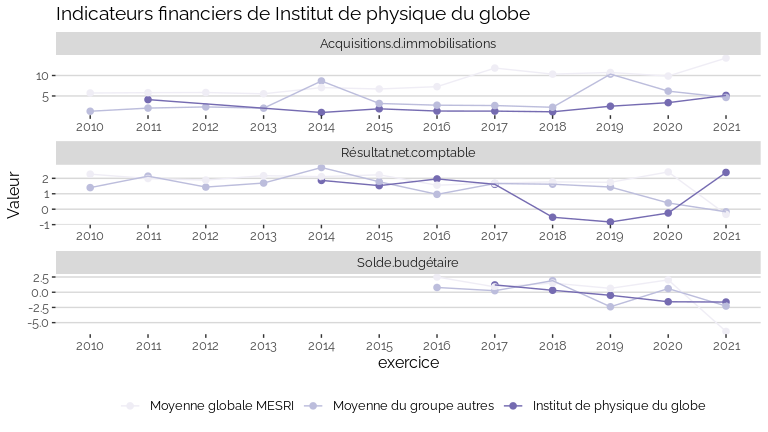 Indicateurs financiers de Institut de physique du globe
Acquisitions.d.immobilisations
10
5
2010 2011 2012 2013 2014 2015 2016 2017 2018 2019 2020 2021
Résultat.net.comptable
2
1
0
-1
2010 2011 2012 2013 2014 2015 2016 2017 2018 2019 2020 2021
Valeur
Solde.budgétaire
2.5
0.0
-2.5
-5.0
2010 2011 2012 2013 2014 2015 2016 2017 2018 2019 2020 2021
exercice
Moyenne globale MESRI Moyenne du groupe autres Institut de physique du globe